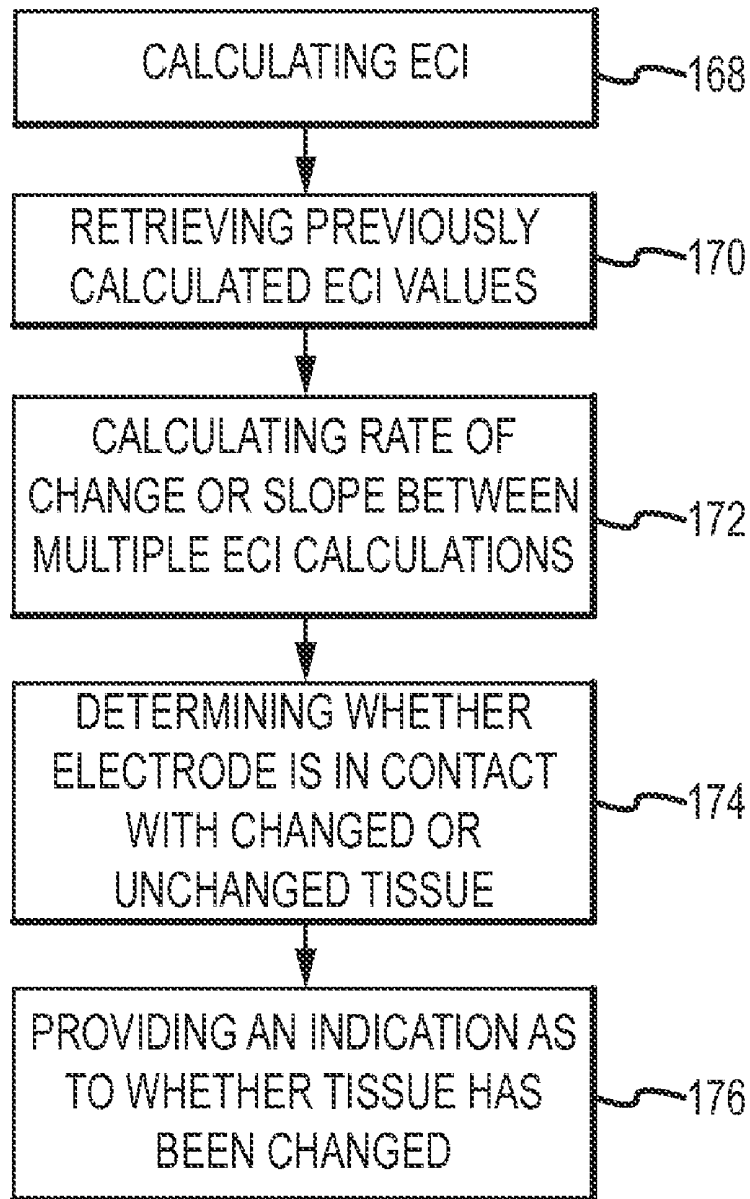 CALCULATING ECI
168
RETRIEVING PREVIOUSLY
CALCULATED ECI VALUES
170
CALCULATING RATE OF
CHANGE OR SLOPE BETWEEN
MULTIPLE ECI CALCULATIONS
172
DETERMINING WHETHER
ELECTRODE IS IN CONTACT
WITH CHANGED OR
UNCHANGED TISSUE
174
PROVIDING AN INDICATION AS
TO WHETHER TISSUE HAS
BEEN CHANGED
176